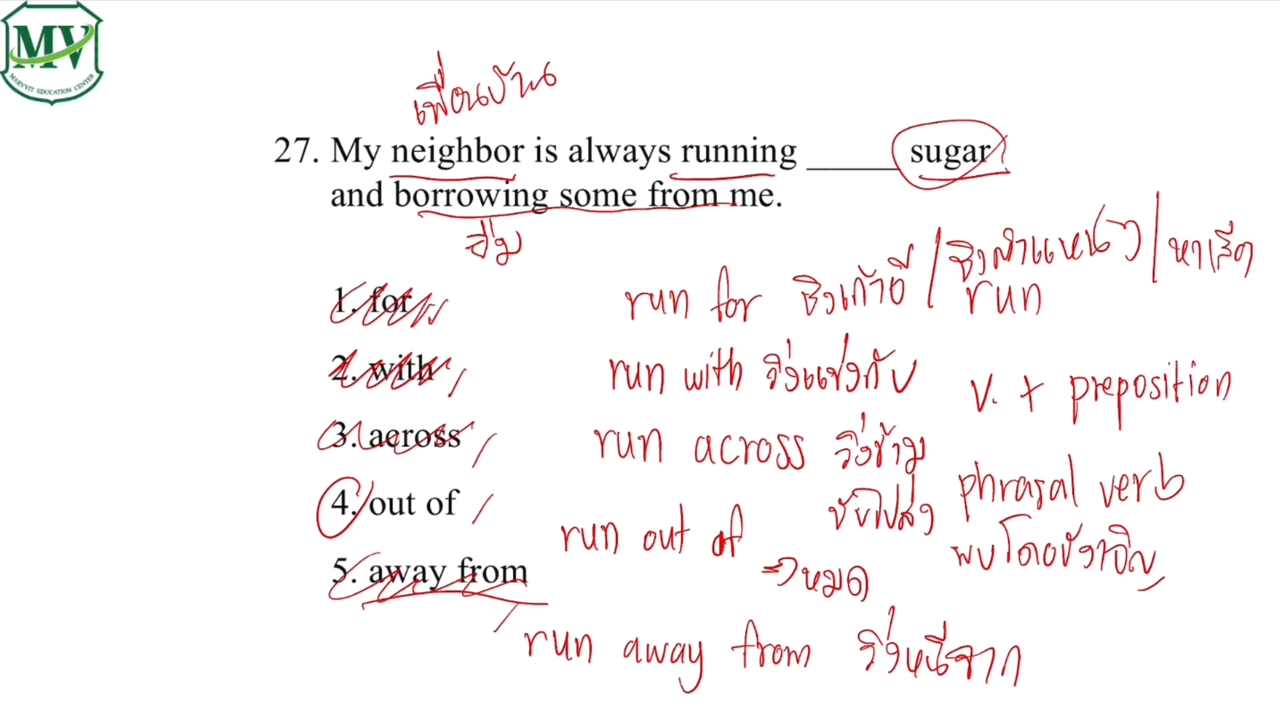 MV
MARYVIT EDUCATION CENTER
เพื่อนบ้าน
27. My neighbor is always running _____ sugar
and borrowing some from me.
ยืม
1. for
run for ชิงเก้าอี้ / ชิงตำแหน่ง / หาเสียง
run
2. with
run with วิ่งแข่งกับ
v. + preposition
3. across
run across วิ่งข้าม
ขับไปส่ง
phrasal verb
พบโดยบังเอิญ
4. out of
run out of
⇒ หมด
5. away from
run away from วิ่งหนีจาก